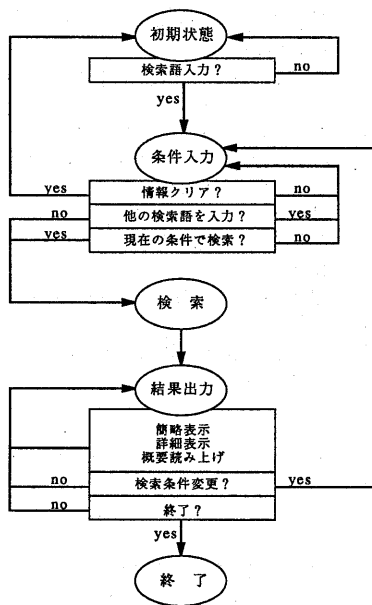 初期状態
検索語入力？
no
yes
条件入力
yes
情報クリア？
no
no
他の検索語を入力？
yes
yes
現在の条件で検索？
no
検 索
結果出力
簡略表示
詳細表示
概要読み上げ
no
検索条件変更？
yes
no
終了？
yes
終 了